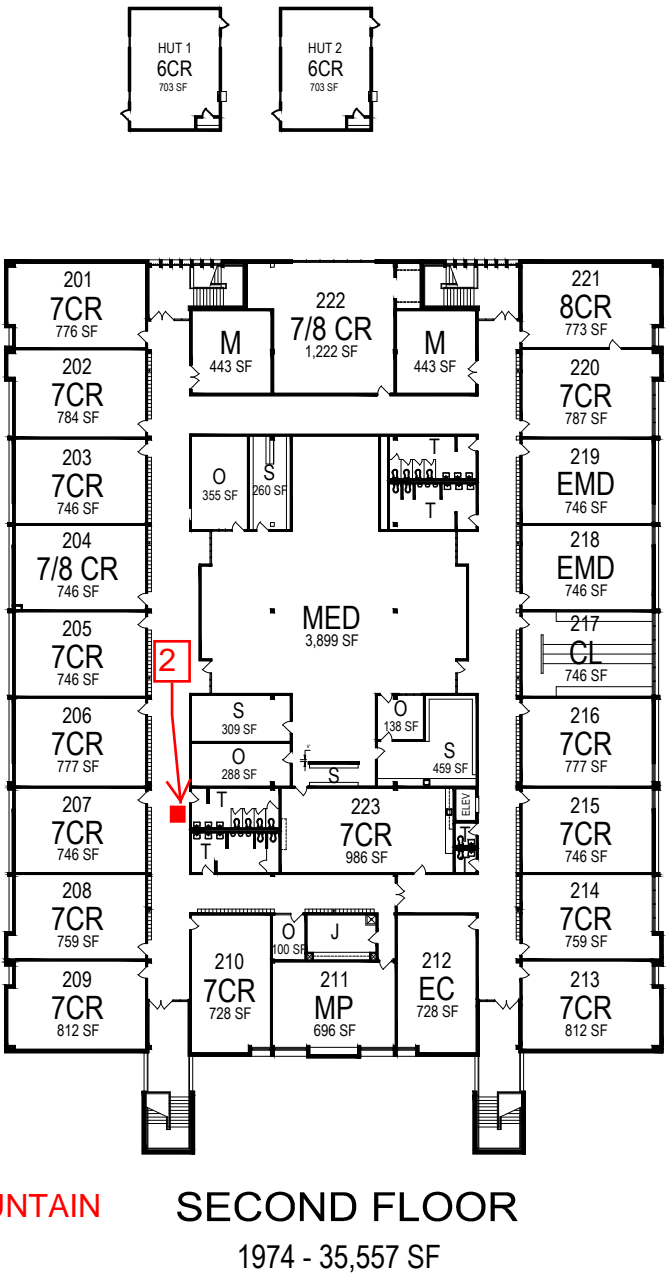 HUT 1
6CR
703 SF
HUT 2
6CR
703 SF
201
7CR
776 SF
222
7/8 CR
1,222 SF
221
8CR
773 SF
M
443 SF
M
443 SF
202
7CR
784 SF
220
7CR
787 SF
203
7CR
746 SF
O
355 SF
S
260 SF
T
T
219
EMD
746 SF
204
7/8 CR
746 SF
218
EMD
746 SF
MED
3,899 SF
205
7CR
746 SF
2
217
CL
746 SF
206
7CR
777 SF
S
309 SF
O
288 SF
S
O
138 SF
S
459 SF
216
7CR
777 SF
207
7CR
746 SF
T
T
223
7CR
986 SF
ELEV
T
215
7CR
746 SF
208
7CR
759 SF
O
100 SF
J
214
7CR
759 SF
209
7CR
812 SF
210
7CR
728 SF
211
MP
696 SF
212
EC
728 SF
213
7CR
812 SF
UNTAIN
SECOND FLOOR
1974 - 35,557 SF